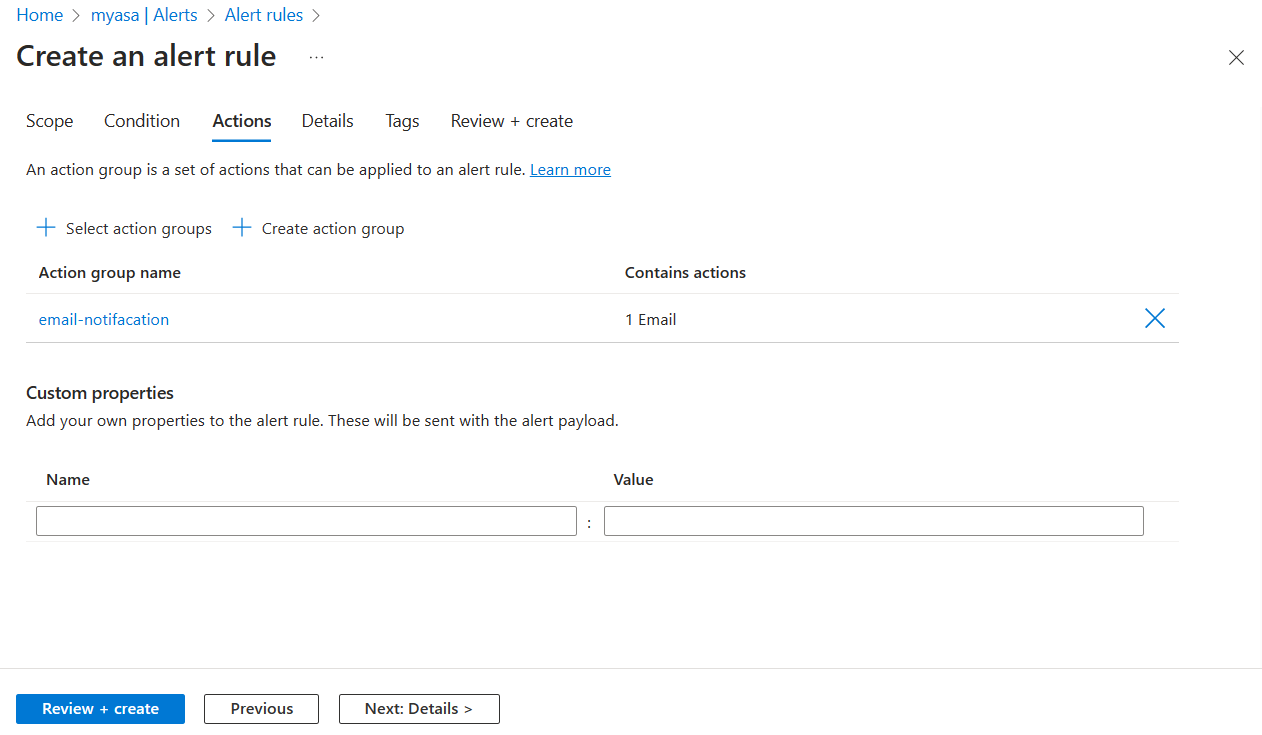 Home > myasa | Alerts > Alert rules >
Create an alert rule ...
Scope Condition Actions Details Tags Review + create
An action group is a set of actions that can be applied to an alert rule. Learn more
+ Select action groups + Create action group
Action group name Contains actions
email-notifacation 1 Email
Custom properties
Add your own properties to the alert rule. These will be sent with the alert payload.
Name Value
:
Review + create Previous Next: Details >